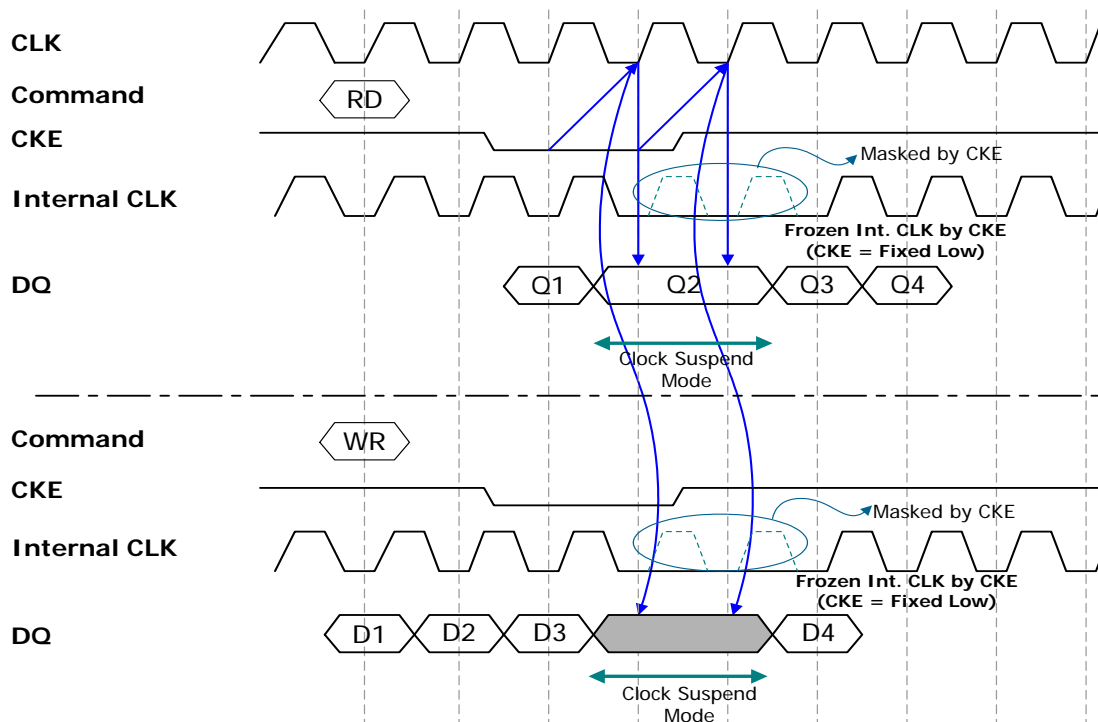 CLK
Command
RD
CKE
Masked by CKE
Internal CLK
Frozen Int. CLK by CKE
(CKE = Fixed Low)
DQ
Q1
Q2
Q3
Q4
Clock Suspend
Mode
Command
WR
CKE
Masked by CKE
Internal CLK
Frozen Int. CLK by CKE
(CKE = Fixed Low)
DQ
D1
D2
D3
D4
Clock Suspend
Mode